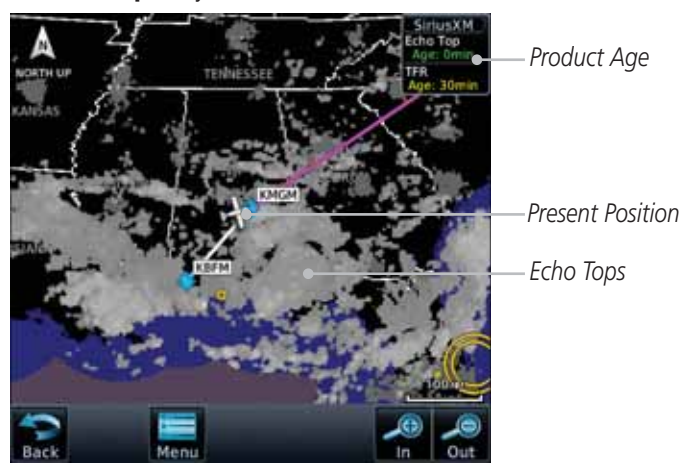 SiriusXM
Echo Top
Age: 0min
TFR
Age: 30min
Product Age
N
NORTH UP
TENNESSEE
KANSAS
KMGM
Present Position
KBFM
Echo Tops
Back
Menu
In
Out